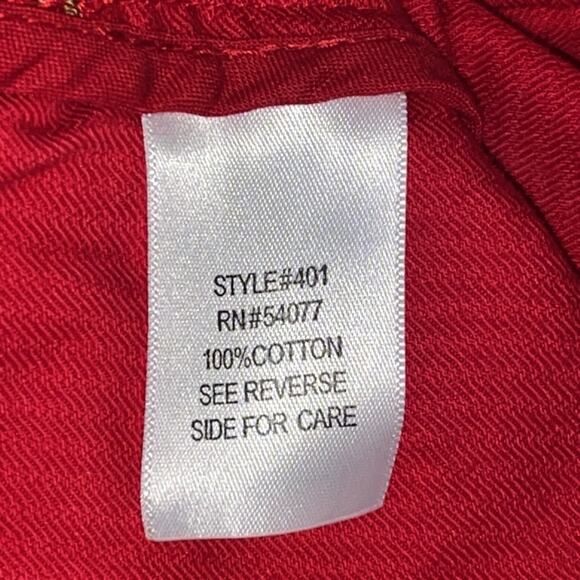 STYLE#401
RN#54077
100%COTTON
SEE REVERSE
SIDE FOR CARE